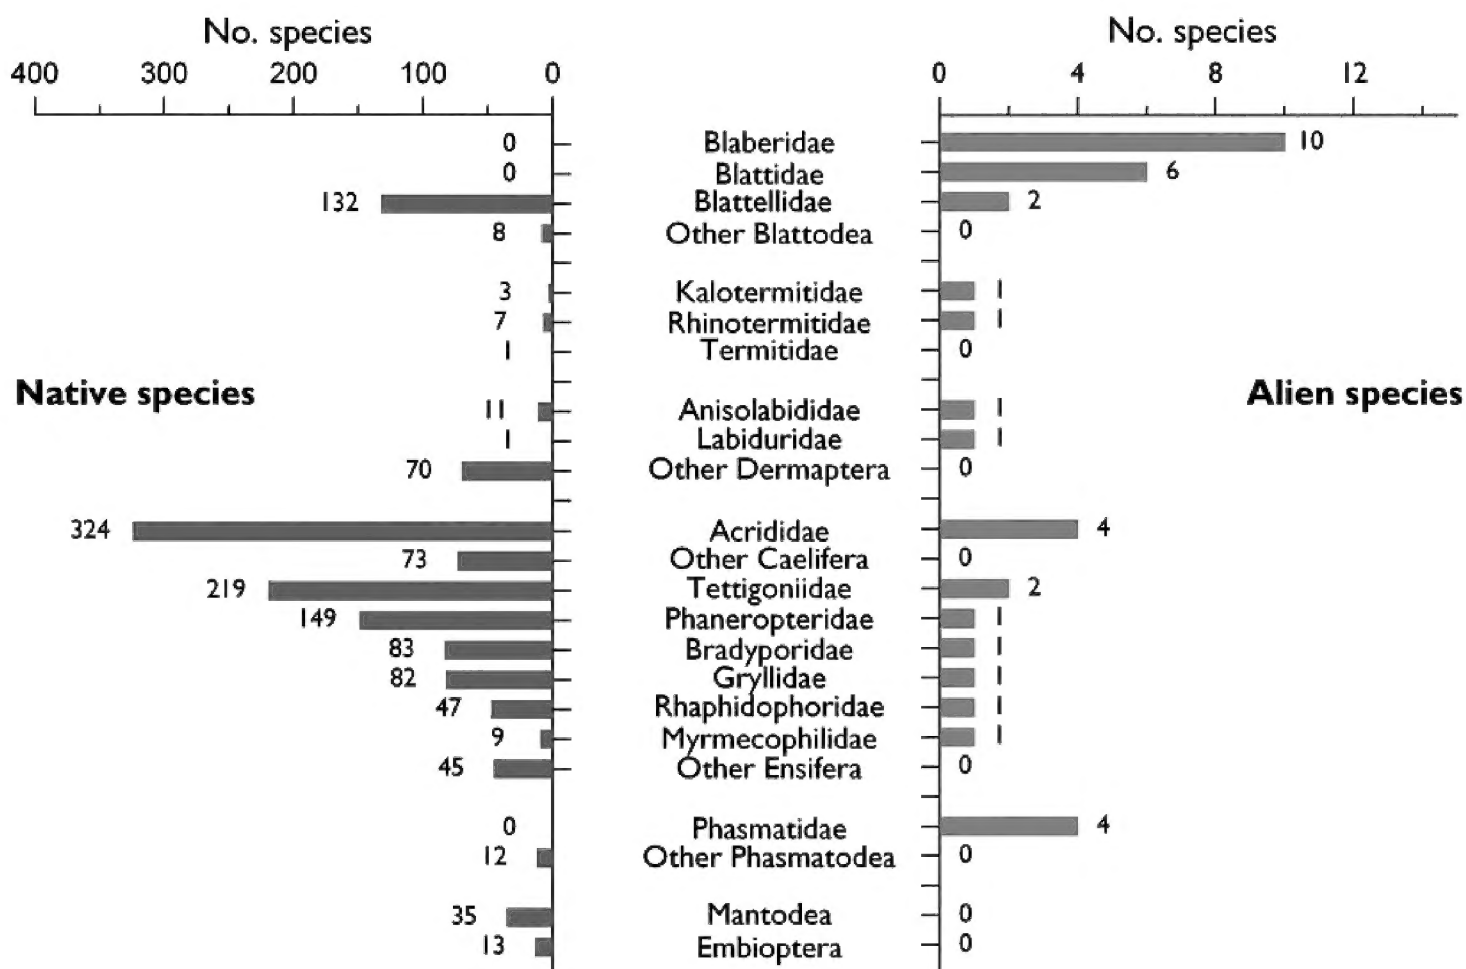 No. species No. species
400 300 200 100 0 0 4 8 12
0 Blaberidae 10
0 Blattidae 6
132 Blattellidae 2
8 Other Blattodea 0
3 Kalotermitidae 1
7 Rhinotermitidae 1
1 Termitidae 0
Native species Alien species
11 Anisolabididae 1
1 Labiduridae 1
70 Other Dermaptera 0
324 Acrididae 4
73 Other Caelifera 0
219 Tettigoniidae 2
149 Phaneropteridae 1
83 Bradyporidae 1
82 Gryllidae 1
47 Rhaphidophoridae 1
9 Myrmecophilidae 1
45 Other Ensifera 0
0 Phasmatidae 4
12 Other Phasmatodea 0
35 Mantodea 0
13 Embioptera 0